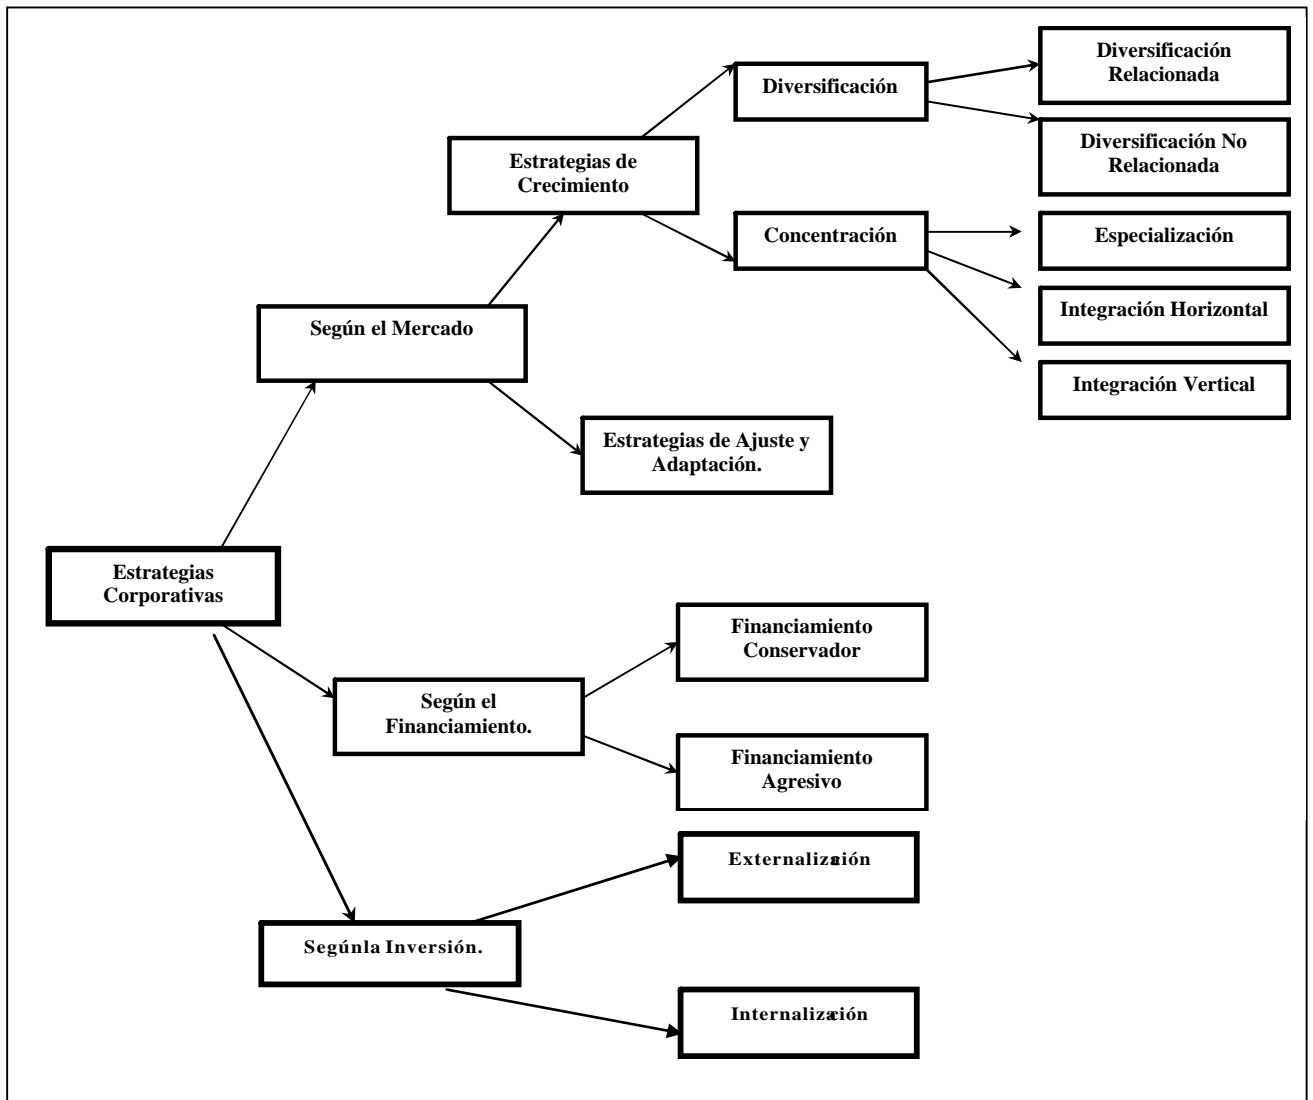 Diversificación
Relacionada
Diversificación
Diversificación No
Relacionada
Estrategias de
Crecimiento
Concentración
Especialización
Integración Horizontal
Según el Mercado
Integración Vertical
Estrategias de Ajuste y
Adaptación.
Estrategias
Corporativas
Financiamiento
Conservador
Según el
Financiamiento.
Financiamiento
Agresivo
Externalización
Segúnla Inversión.
Internalización